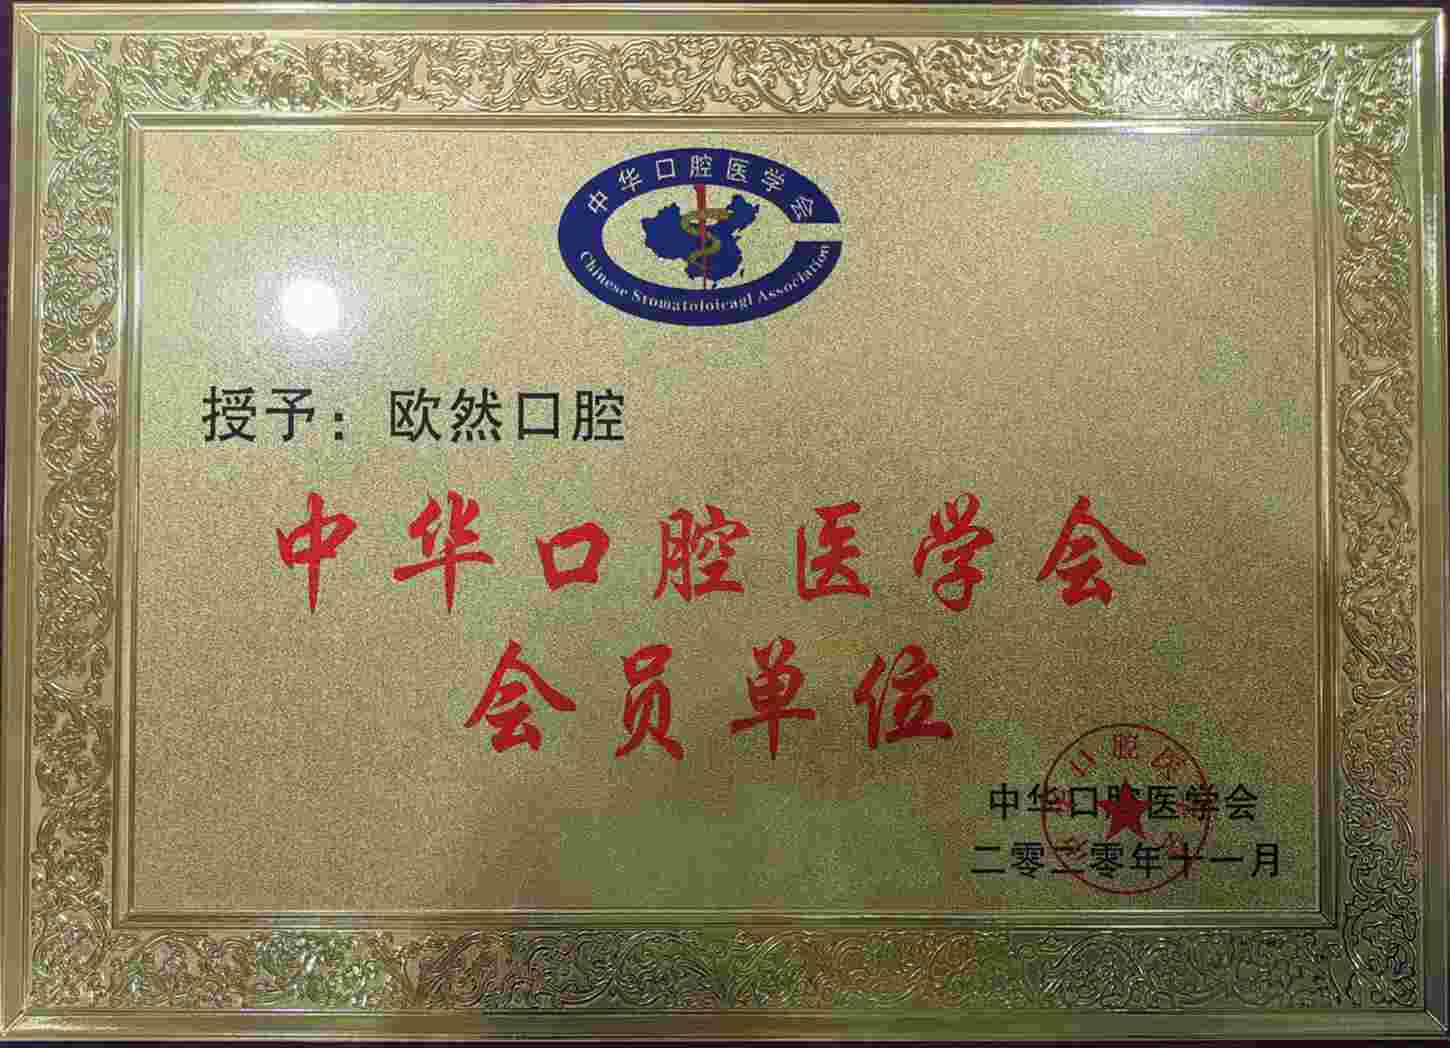 中华口腔医学会
Chinese Stomatoloicagl Association
授予：欧然口腔
中华口腔医学会
会员单位
中华口腔医学会
二零二零年十一月